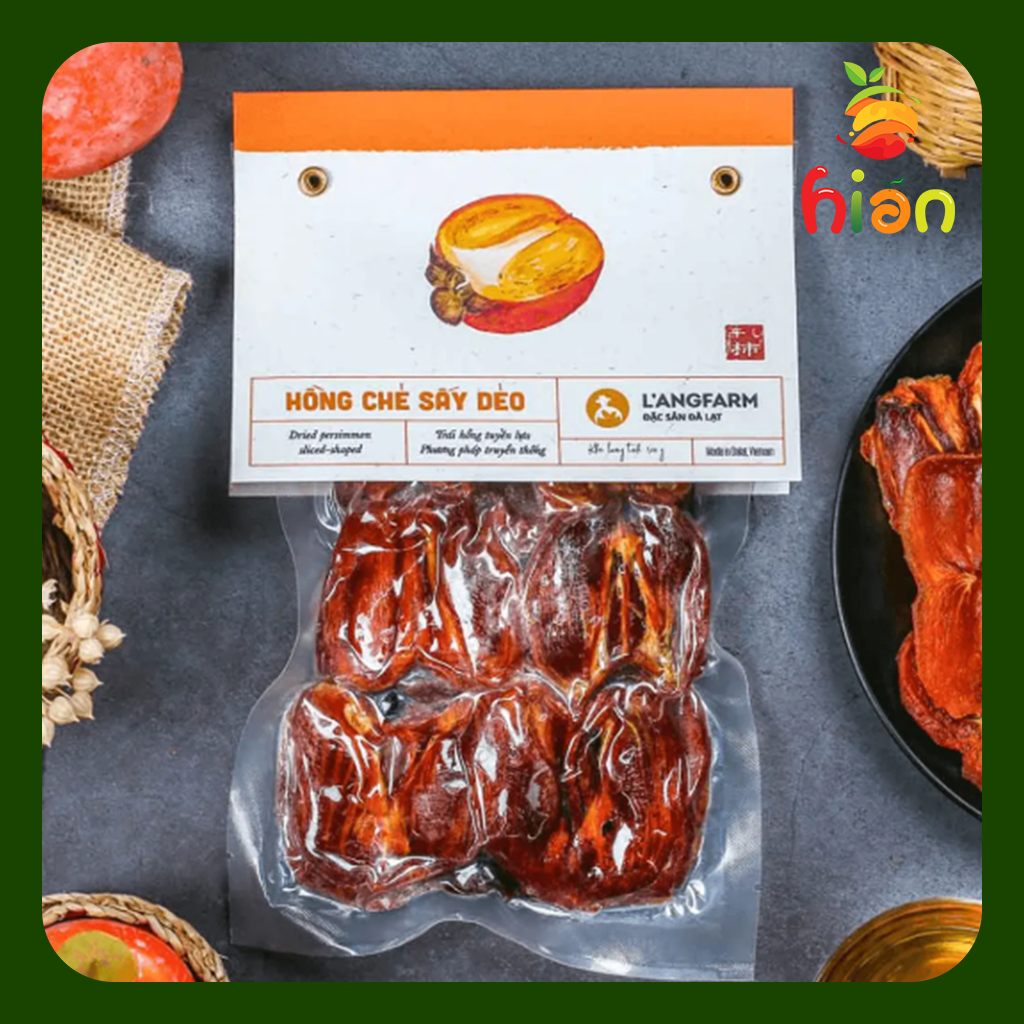 hián
HỒNG CHẺ SẤY DẺO
Dried persimmon
sliced-shaped
Trái hồng tuyển lựa
Phương pháp truyền thống
L'ANGFARM
ĐẶC SẢN ĐÀ LẠT
Made in Dalat, Vietnam